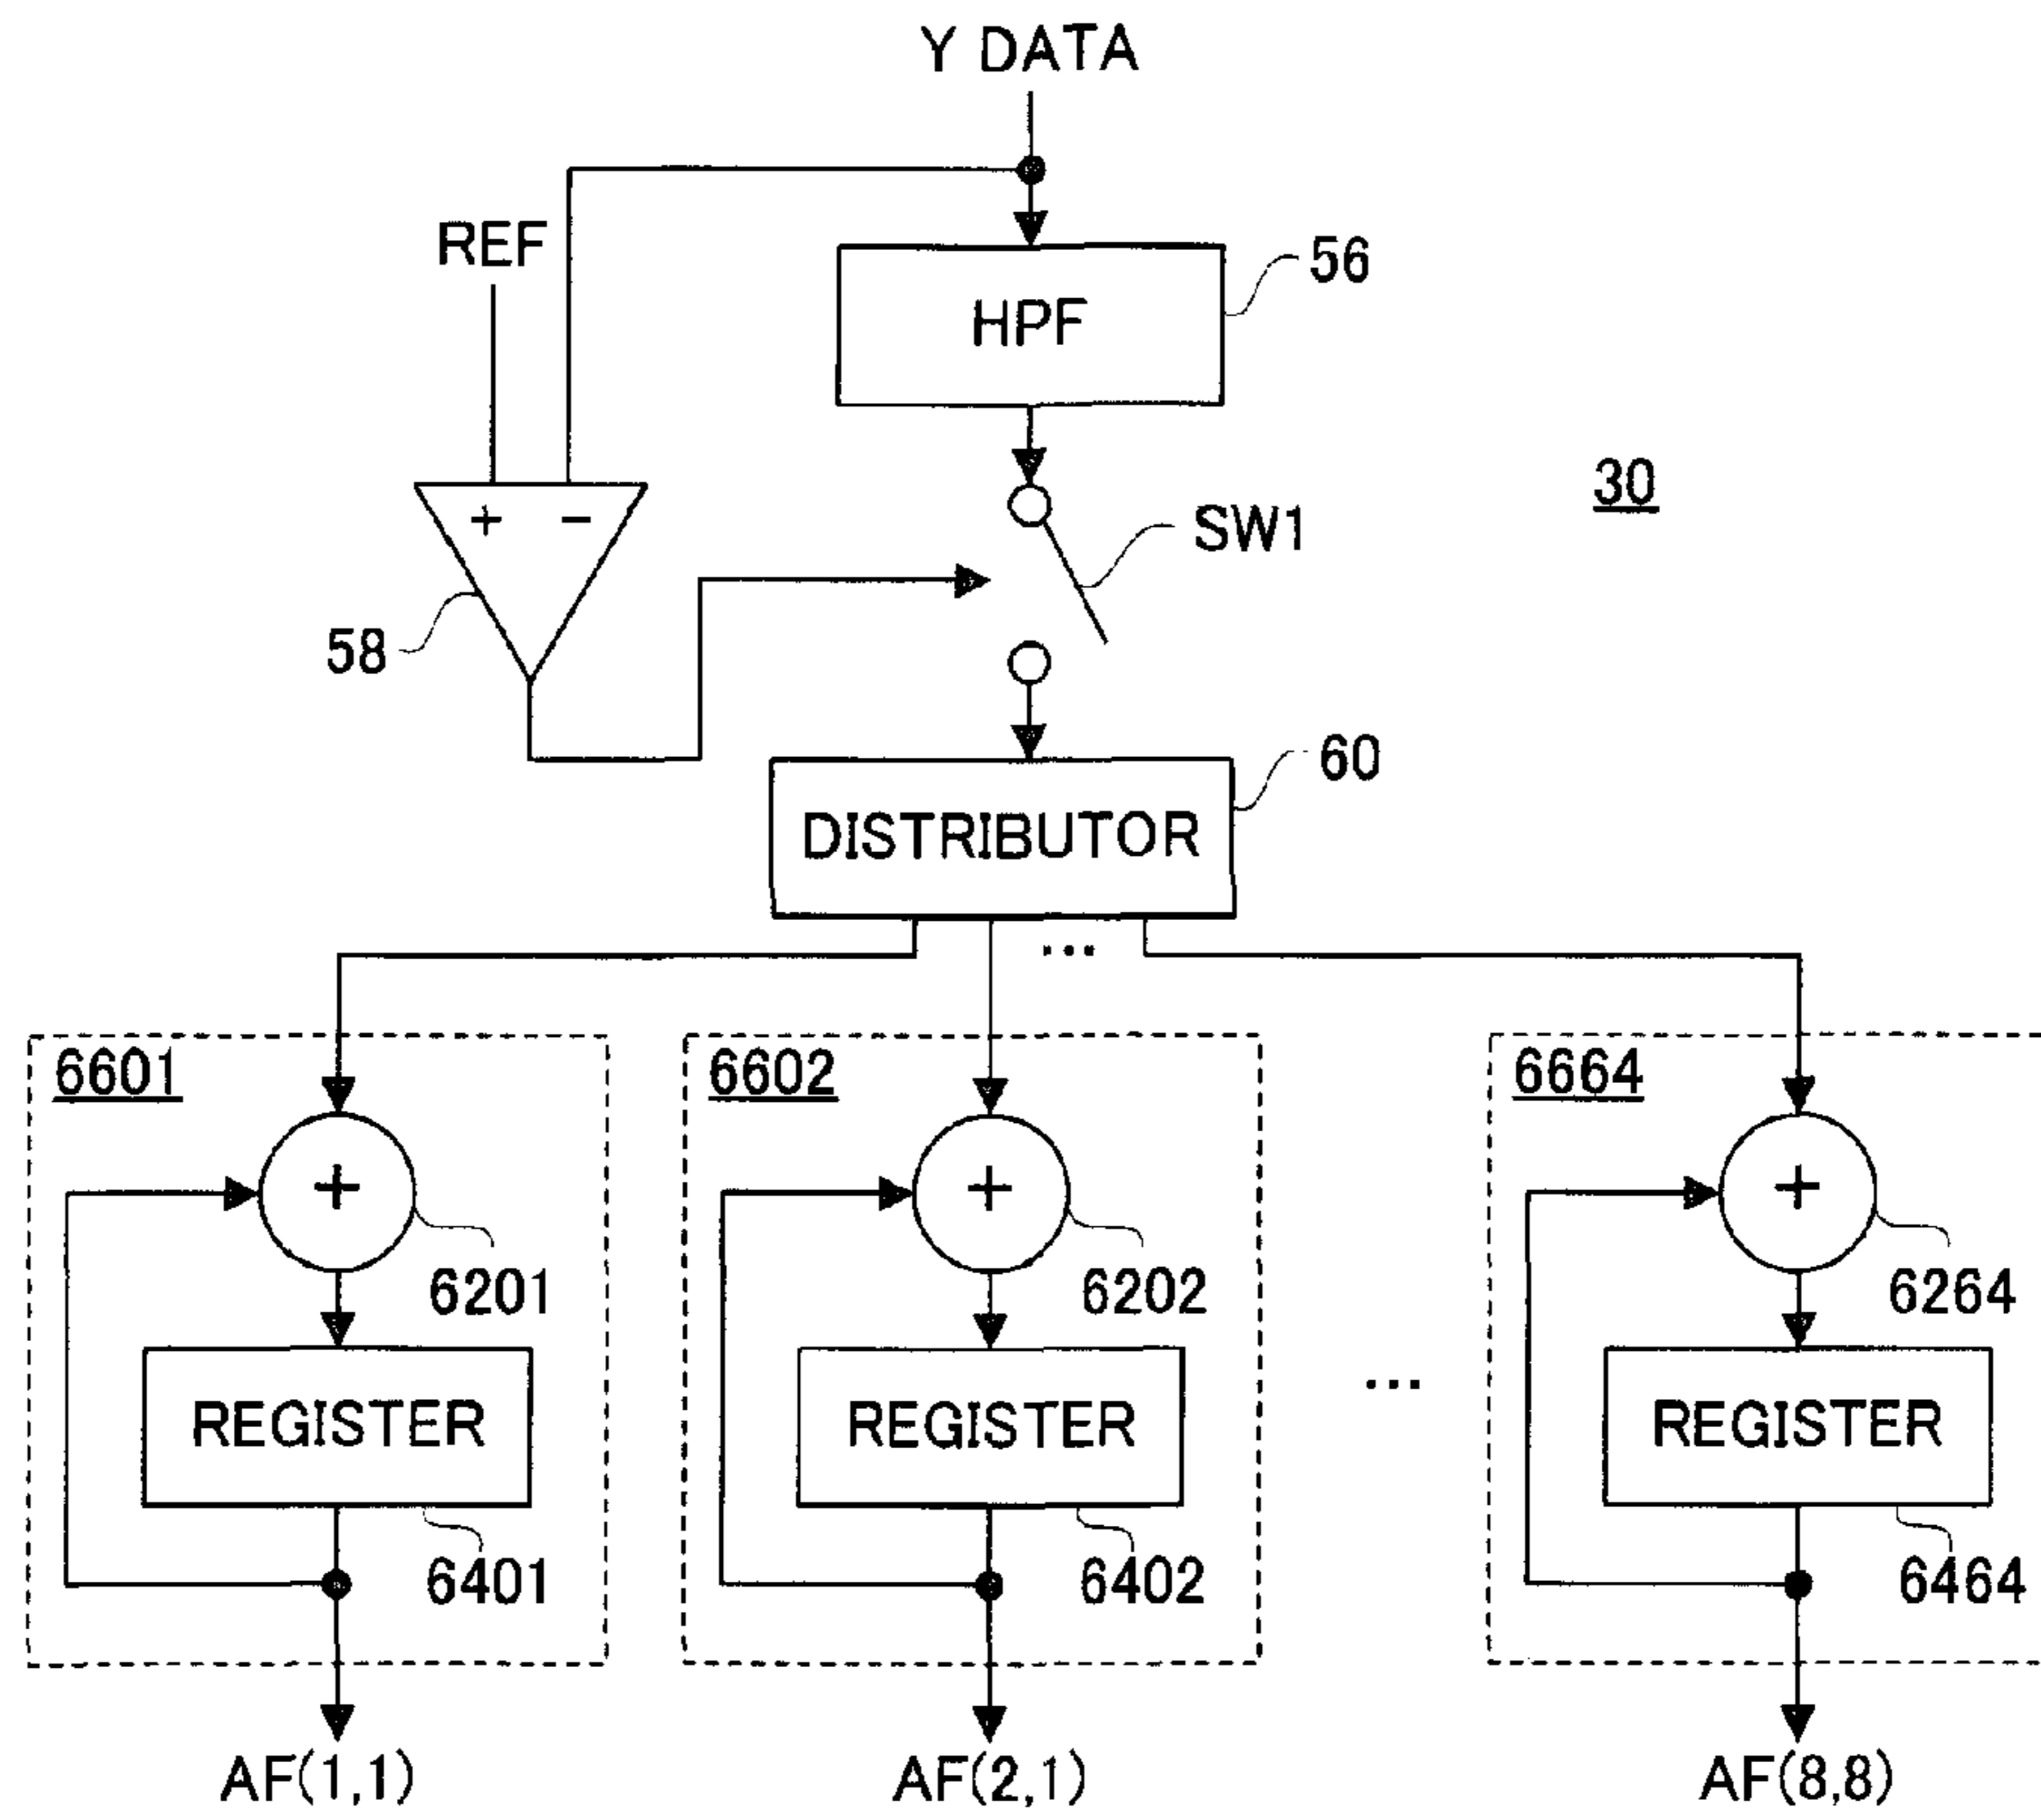 Y DATA
REF
56
HPF
30
SW1
+ −
58
60
DISTRIBUTOR
...
6601
6602
6664
+
+
+
6201
6202
6264
REGISTER
REGISTER
...
REGISTER
6401
6402
6464
AF(1,1)
AF(2,1)
AF(8,8)